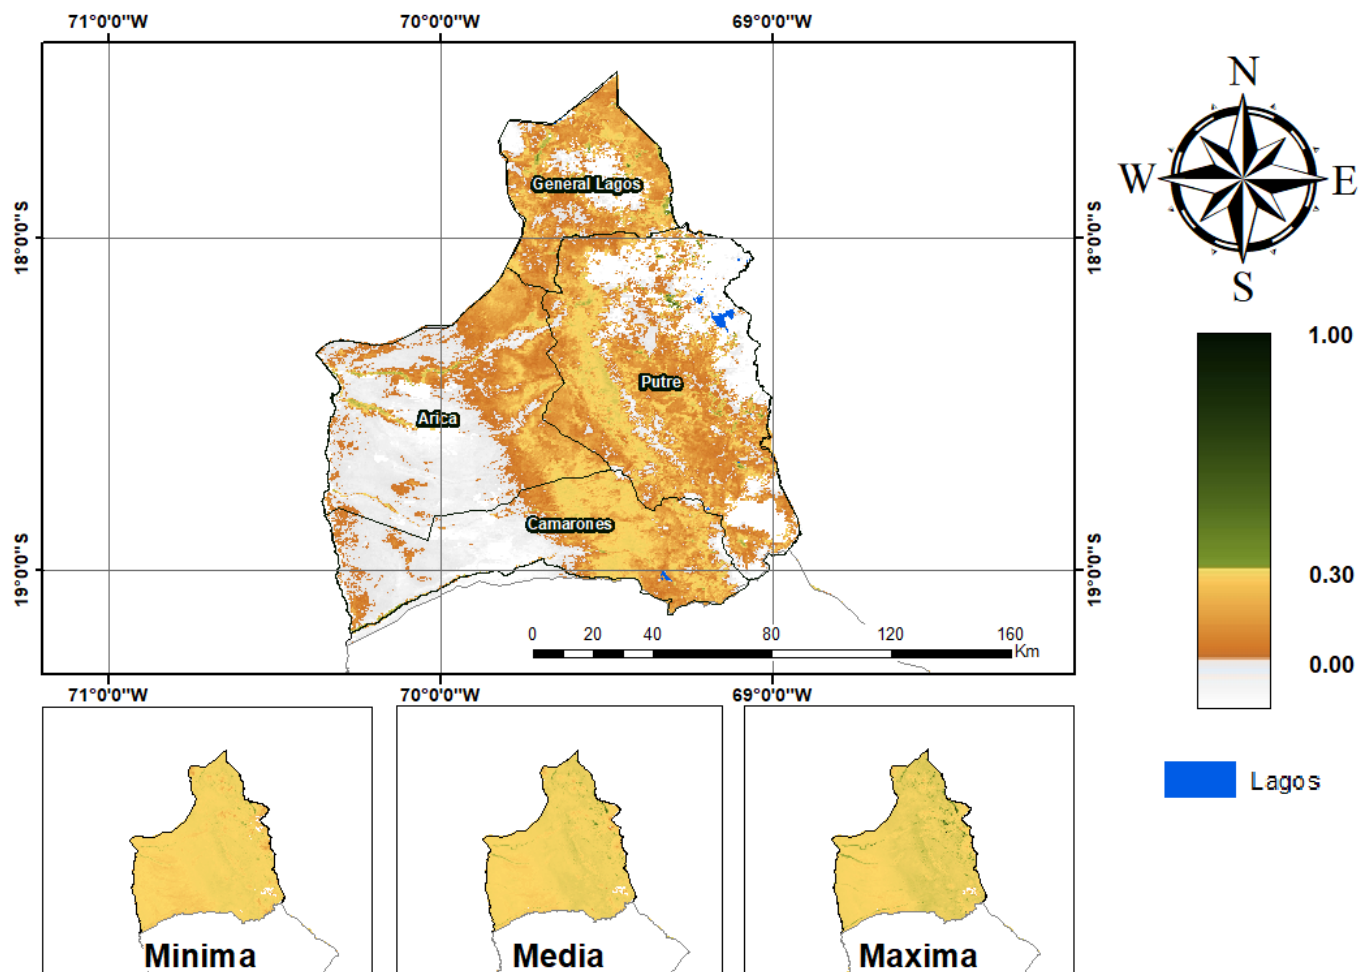 71°0'0"W 70°0'0"W 69°0'0"W
N
W E
S
General Lagos
18°0'0"S 18°0'0"S
1.00
Putre
Arica
Camarones
19°0'0"S 19°0'0"S
0.30
0 20 40 80 120 160
Km
0.00
71°0'0"W 70°0'0"W 69°0'0"W
Lagos
Minima Media Maxima